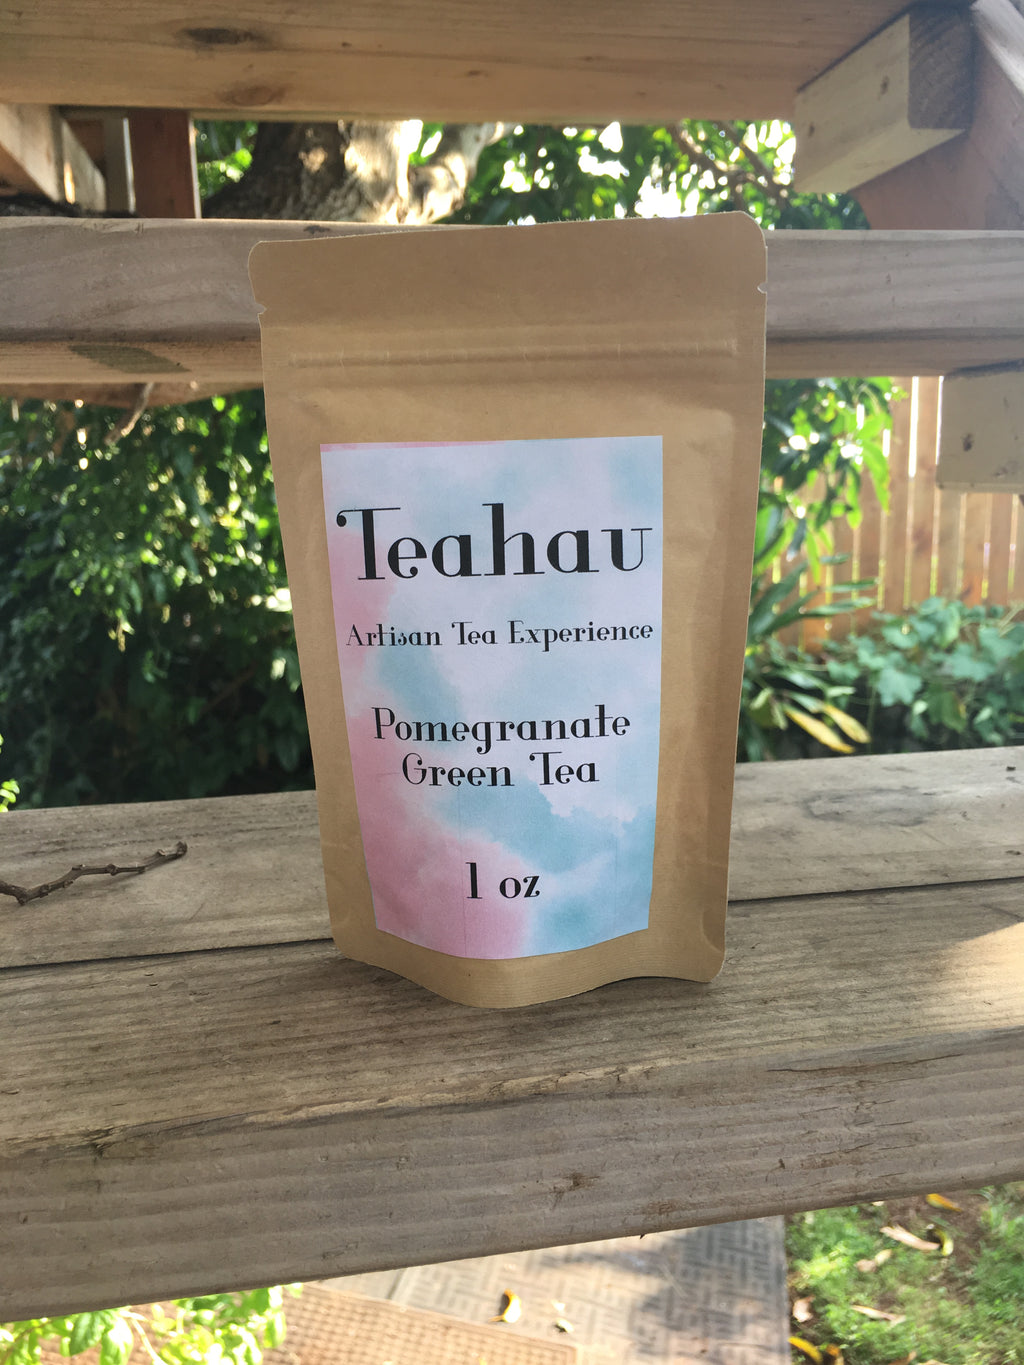 Teahau
Artisan Tea Experience
Pomegranate
Green Tea
1 oz